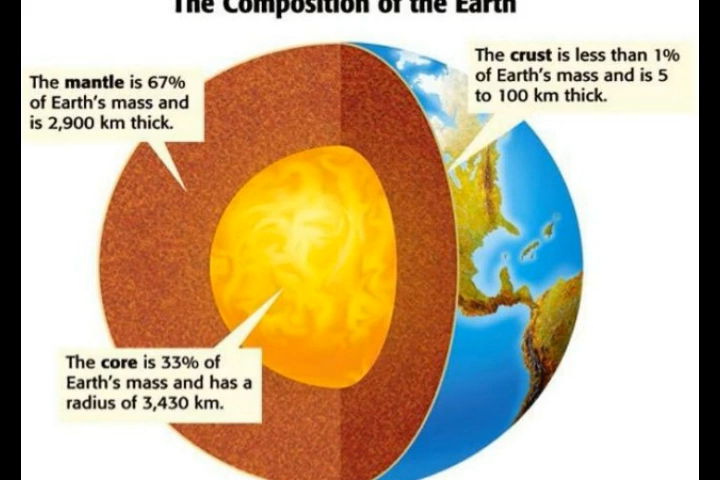 The Composition of the Earth
The mantle is 67%
of Earth's mass and
is 2,900 km thick.
The crust is less than 1%
of Earth's mass and is 5
to 100 km thick.
The core is 33% of
Earth's mass and has a
radius of 3,430 km.